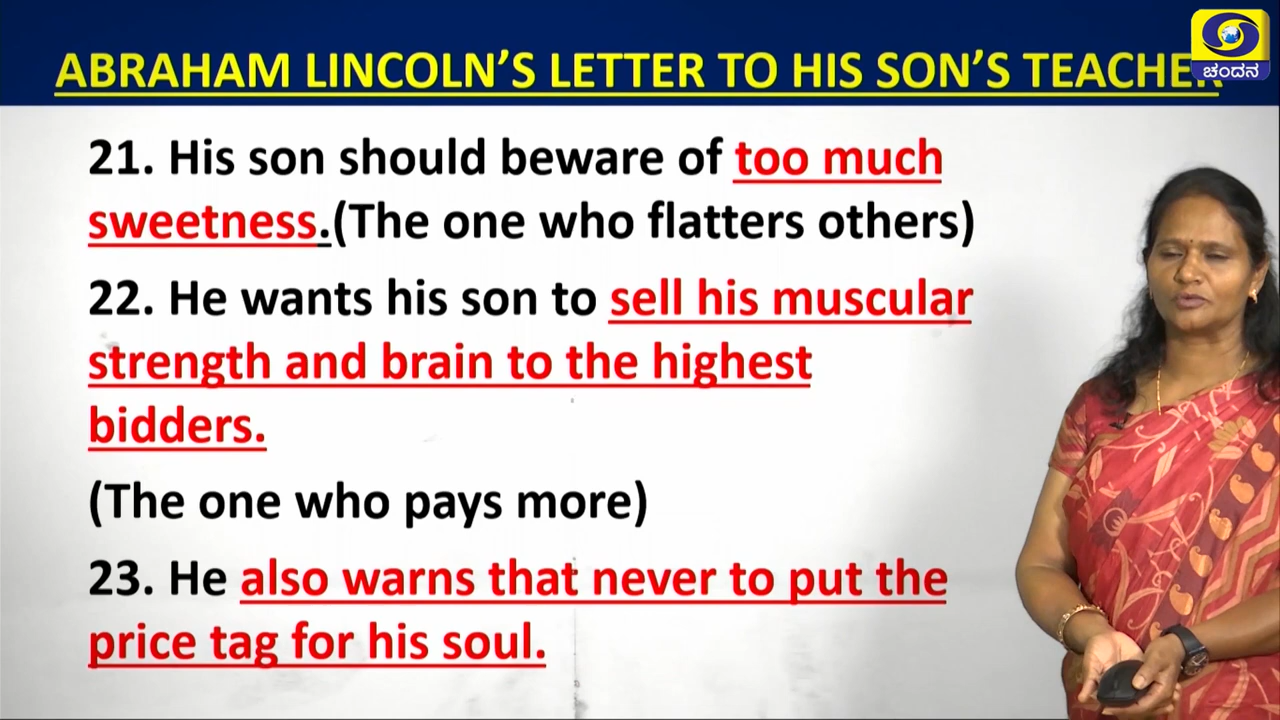 ABRAHAM LINCOLN'S LETTER TO HIS SON'S TEACHER
ಚಂದನ
21. His son should beware of too much
sweetness.(The one who flatters others)
22. He wants his son to sell his muscular
strength and brain to the highest
bidders.
(The one who pays more)
23. He also warns that never to put the
price tag for his soul.